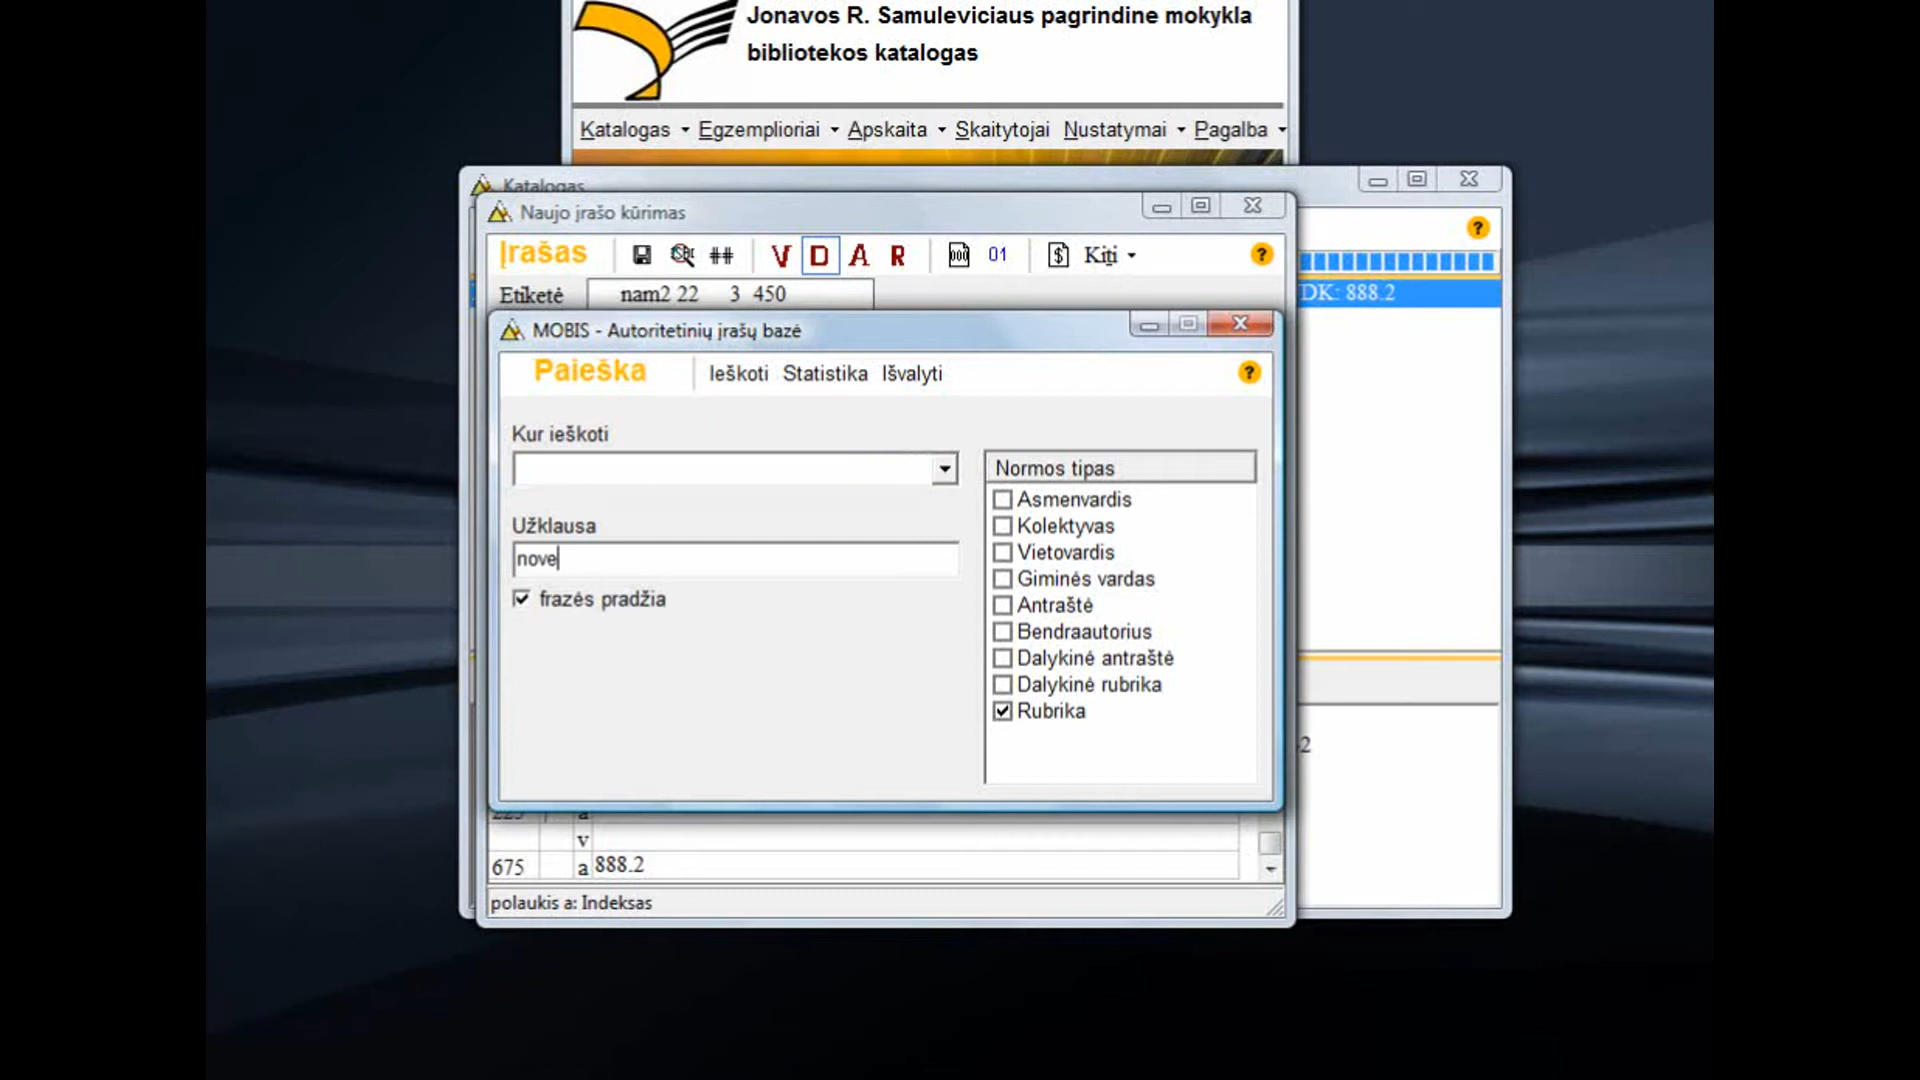 Jonavos R. Samuleviciaus pagrindine mokykla
bibliotekos katalogas
Katalogas Egzemplioriai Apskaita Skaitytojai Nustatymai Pagalba
Katalogas
Naujo įrašo kūrimas
Įrašas ## V D A R 01 $ Kiti ?
?
Etiketė nam2 22 3 450
DK: 888.2
MOBIS - Autoritetinių įrašų bazė
Paieška Ieškoti Statistika Išvalyti ?
Kur ieškoti
Normos tipas
Asmenvardis
Užklausa
Kolektyvas
nove
Vietovardis
Giminės vardas
frazės pradžia
Antraštė
Bendraautorius
Dalykinė antraštė
Dalykinė rubrika
Rubrika
2
225 a
v
675 a 888.2
polaukis a: Indeksas